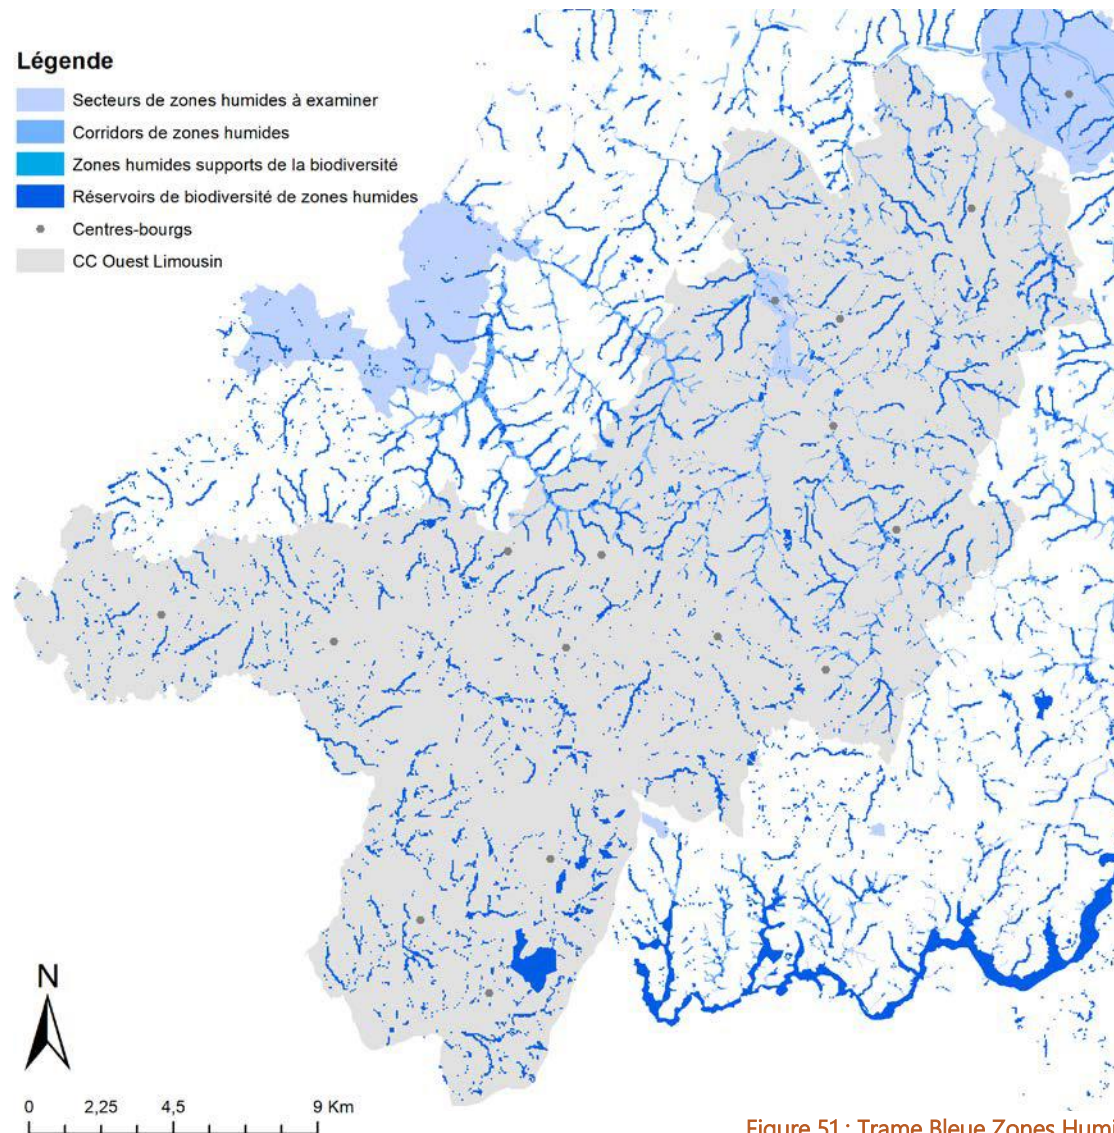 Légende
Secteurs de zones humides à examiner
Corridors de zones humides
Zones humides supports de la biodiversité
Réservoirs de biodiversité de zones humides
Centres-bourgs
CC Ouest Limousin
N
0 2,25 4,5 9 Km
Figure 51 : Trame Bleue Zones Humi